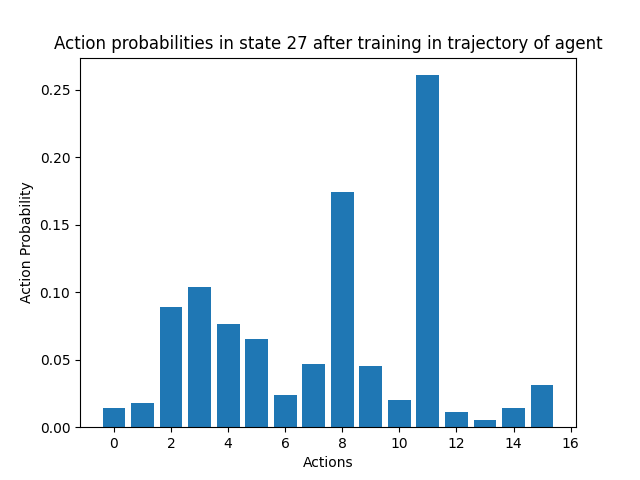 Action probabilities in state 27 after training in trajectory of agent
0.25
0.20
0.15
0.10
0.05
0.00
Action Probability
0 2 4 6 8 10 12 14 16
Actions